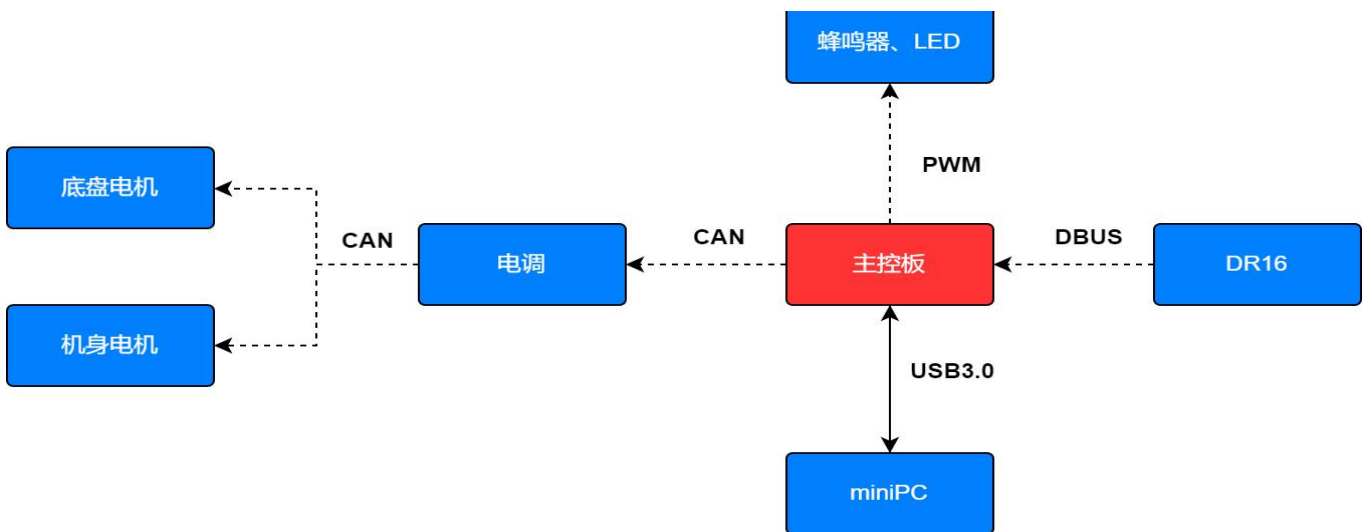 蜂鸣器、LED
PWM
底盘电机
CAN
电调
CAN
主控板
DBUS
DR16
机身电机
USB3.0
miniPC